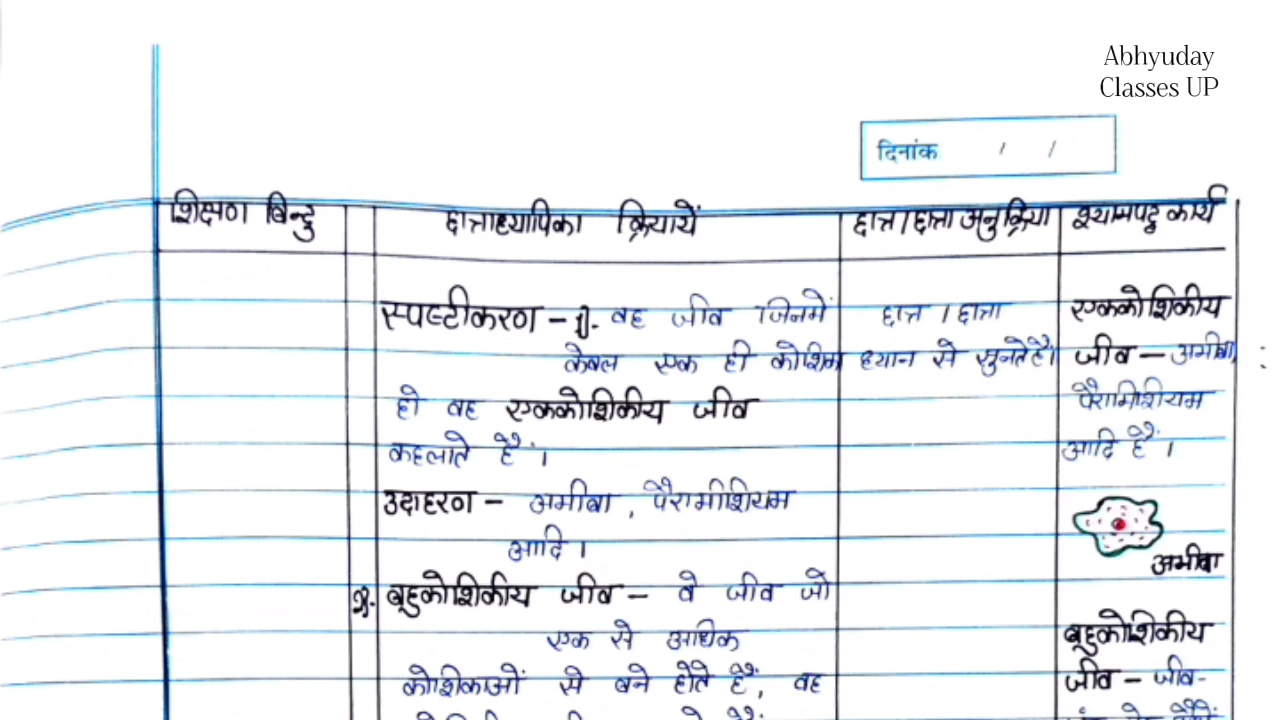 Abhyuday
Classes UP
दिनांक / /
शिक्षण बिन्दु
छात्राध्यापिका क्रियायें
छात्र/छात्रा अनुक्रिया
श्यामपट्ट कार्य
स्पष्टीकरण - 1. वह जीव जिनमें
केवल एक ही कोशिका
हो वह एककोशिकीय जीव
कहलाते हैं ।
उदाहरण - अमीबा , पैरामीशियम
आदि ।
2. बहुकोशिकीय जीव - वे जीव जो
एक से अधिक
कोशिकाओं से बने होते हैं, वह
छात्र / छात्रा
ध्यान से सुनते हैं।
एककोशिकीय
जीव - अमीबा,
पैरामिशियम
आदि हैं ।
अमीबा
बहुकोशिकीय
जीव - जीव-